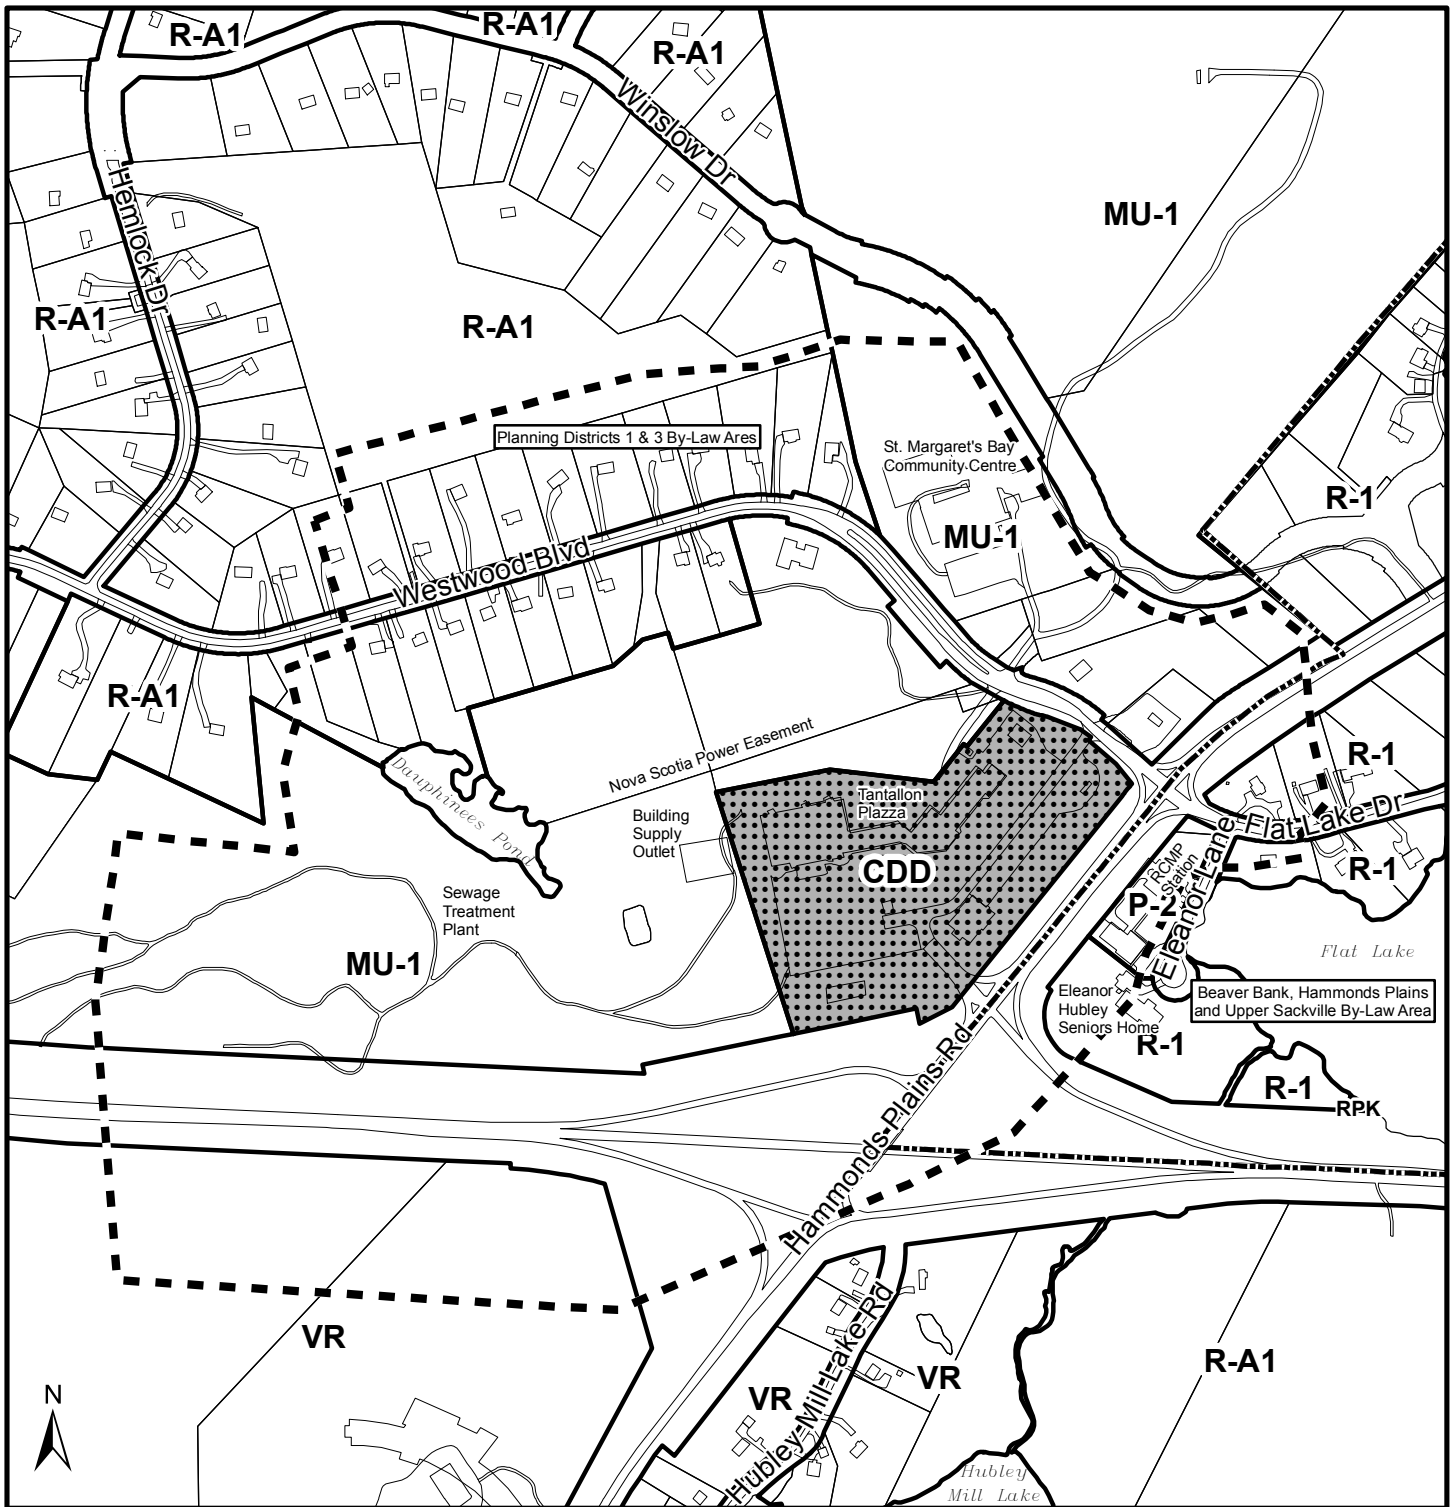 R-A1
R-A1
R-A1
Winslow Dr
MU-1
Hemlock Dr
R-A1
R-A1
Planning Districts 1 & 3 By-Law Ares
St. Margaret's Bay
Community Centre
R-1
MU-1
Westwood Blvd
R-A1
Nova Scotia Power Easement
Dauphinees Pond
R-1
Tantallon
Plazza
Building
Supply
Outlet
Flat Lake Dr
CDD
RCMP
Station
R-1
Sewage
Treatment
Plant
P-2
Eleanor Lane
MU-1
Flat Lake
Eleanor
Hubley
Seniors Home
Beaver Bank, Hammonds Plains
and Upper Sackville By-Law Area
R-1
R-1
RPK
Hammonds Plains Rd
VR
R-A1
VR
VR
Hubley Mill Lake Rd
N
Hubley
Mill Lake